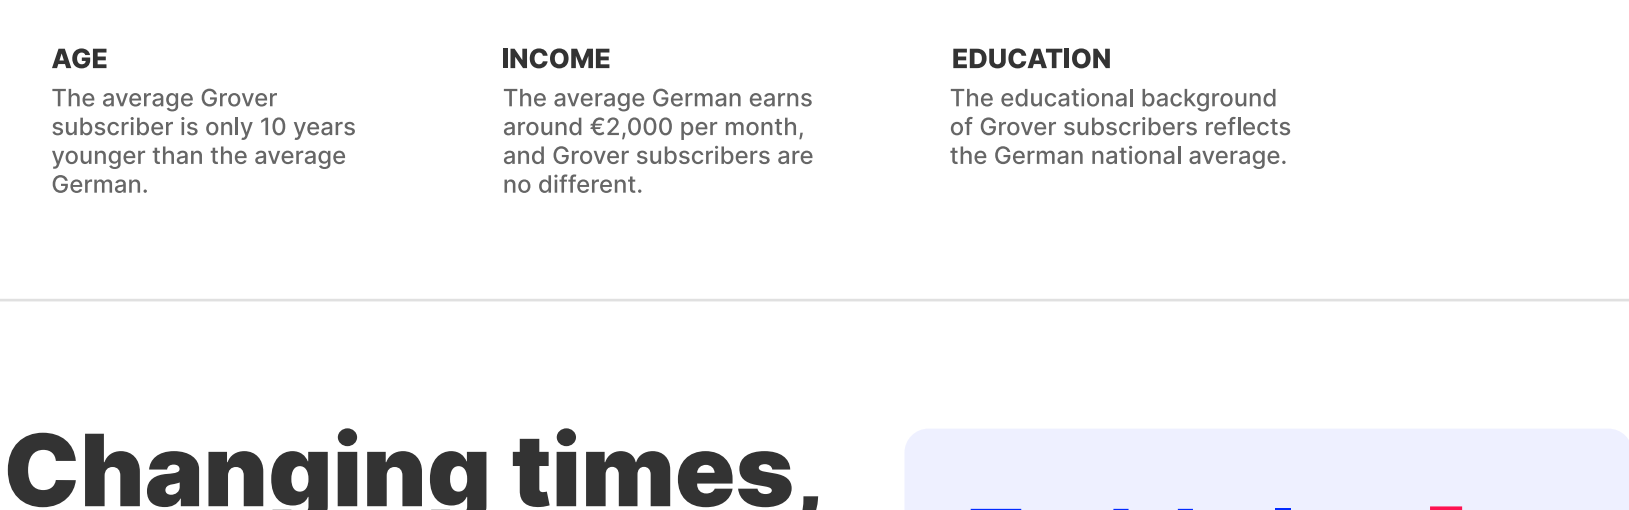 AGE
The average Grover
subscriber is only 10 years
younger than the average
German.
INCOME
The average German earns
around €2,000 per month,
and Grover subscribers are
no different.
EDUCATION
The educational background
of Grover subscribers reflects
the German national average.
Changing times,